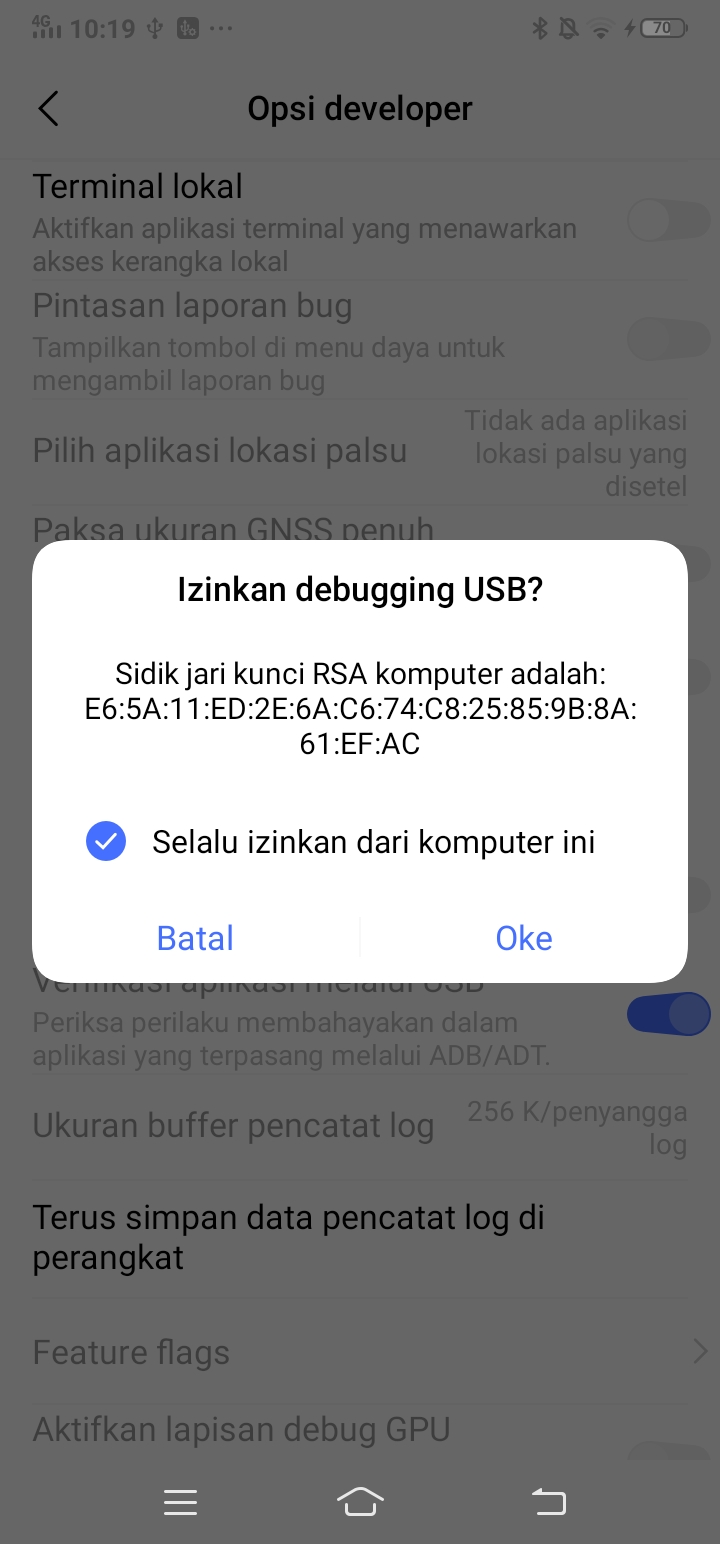 4G 10:19
70
Opsi developer
Terminal lokal
Aktifkan aplikasi terminal yang menawarkan
akses kerangka lokal
Pintasan laporan bug
Tampilkan tombol di menu daya untuk
mengambil laporan bug
Pilih aplikasi lokasi palsu
Tidak ada aplikasi
lokasi palsu yang
disetel
Paksa ukuran GNSS penuh
Izinkan debugging USB?
Sidik jari kunci RSA komputer adalah:
E6:5A:11:ED:2E:6A:C6:74:C8:25:85:9B:8A:
61:EF:AC
Selalu izinkan dari komputer ini
Batal
Oke
Verifikasi aplikasi melalui USB
Periksa perilaku membahayakan dalam
aplikasi yang terpasang melalui ADB/ADT.
Ukuran buffer pencatat log
256 K/penyangga
log
Terus simpan data pencatat log di
perangkat
Feature flags
Aktifkan lapisan debug GPU